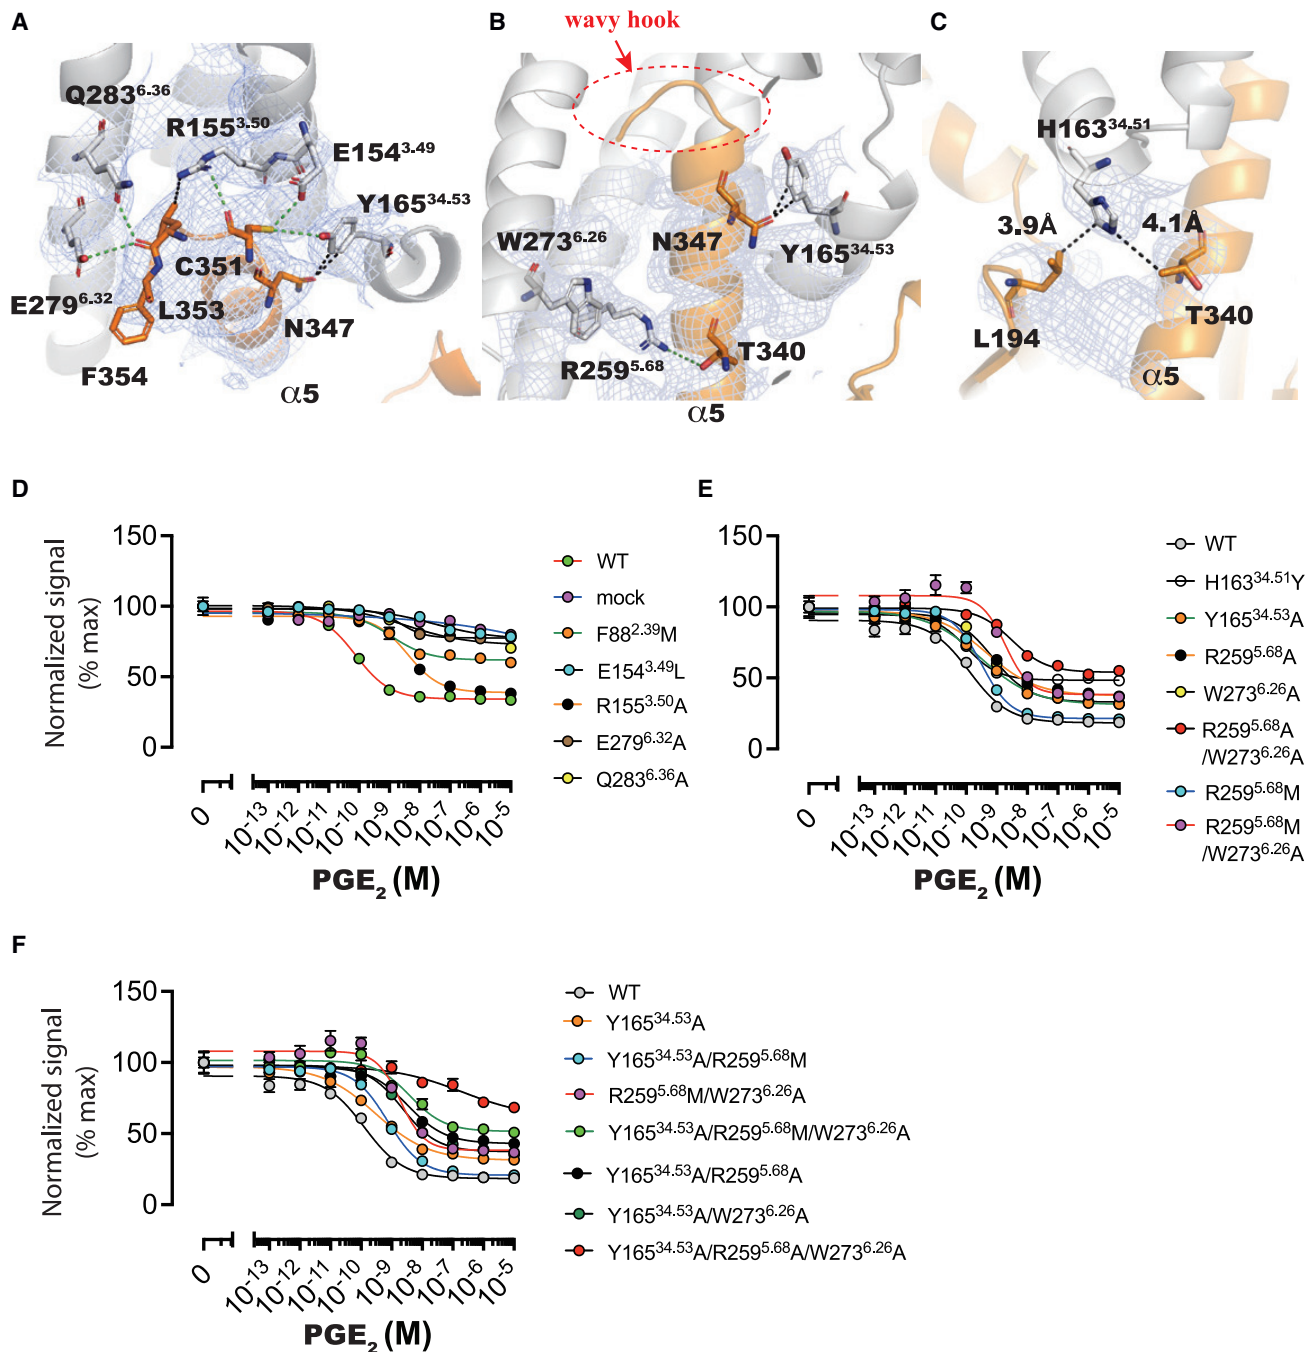 A
Q283^6.36
R155^3.50
E154^3.49
Y165^34.53
C351
E279^6.32
L353
N347
F354
α5
B
wavy hook
W273^6.26
N347
Y165^34.53
R259^5.68
T340
α5
C
H163^34.51
3.9Å
4.1Å
L194
T340
α5
D
Normalized signal
(% max)
150
100
50
0
0
10^-13
10^-12
10^-11
10^-10
10^-9
10^-8
10^-7
10^-6
10^-5
PGE₂ (M)
WT
mock
F88^2.39M
E154^3.49L
R155^3.50A
E279^6.32A
Q283^6.36A
E
150
100
50
0
0
10^-13
10^-12
10^-11
10^-10
10^-9
10^-8
10^-7
10^-6
10^-5
PGE₂ (M)
WT
H163^34.51Y
Y165^34.53A
R259^5.68A
W273^6.26A
R259^5.68A
/W273^6.26A
R259^5.68M
R259^5.68M
/W273^6.26A
F
Normalized signal
(% max)
150
100
50
0
0
10^-13
10^-12
10^-11
10^-10
10^-9
10^-8
10^-7
10^-6
10^-5
PGE₂ (M)
WT
Y165^34.53A
Y165^34.53A/R259^5.68M
R259^5.68M/W273^6.26A
Y165^34.53A/R259^5.68M/W273^6.26A
Y165^34.53A/R259^5.68A
Y165^34.53A/W273^6.26A
Y165^34.53A/R259^5.68A/W273^6.26A